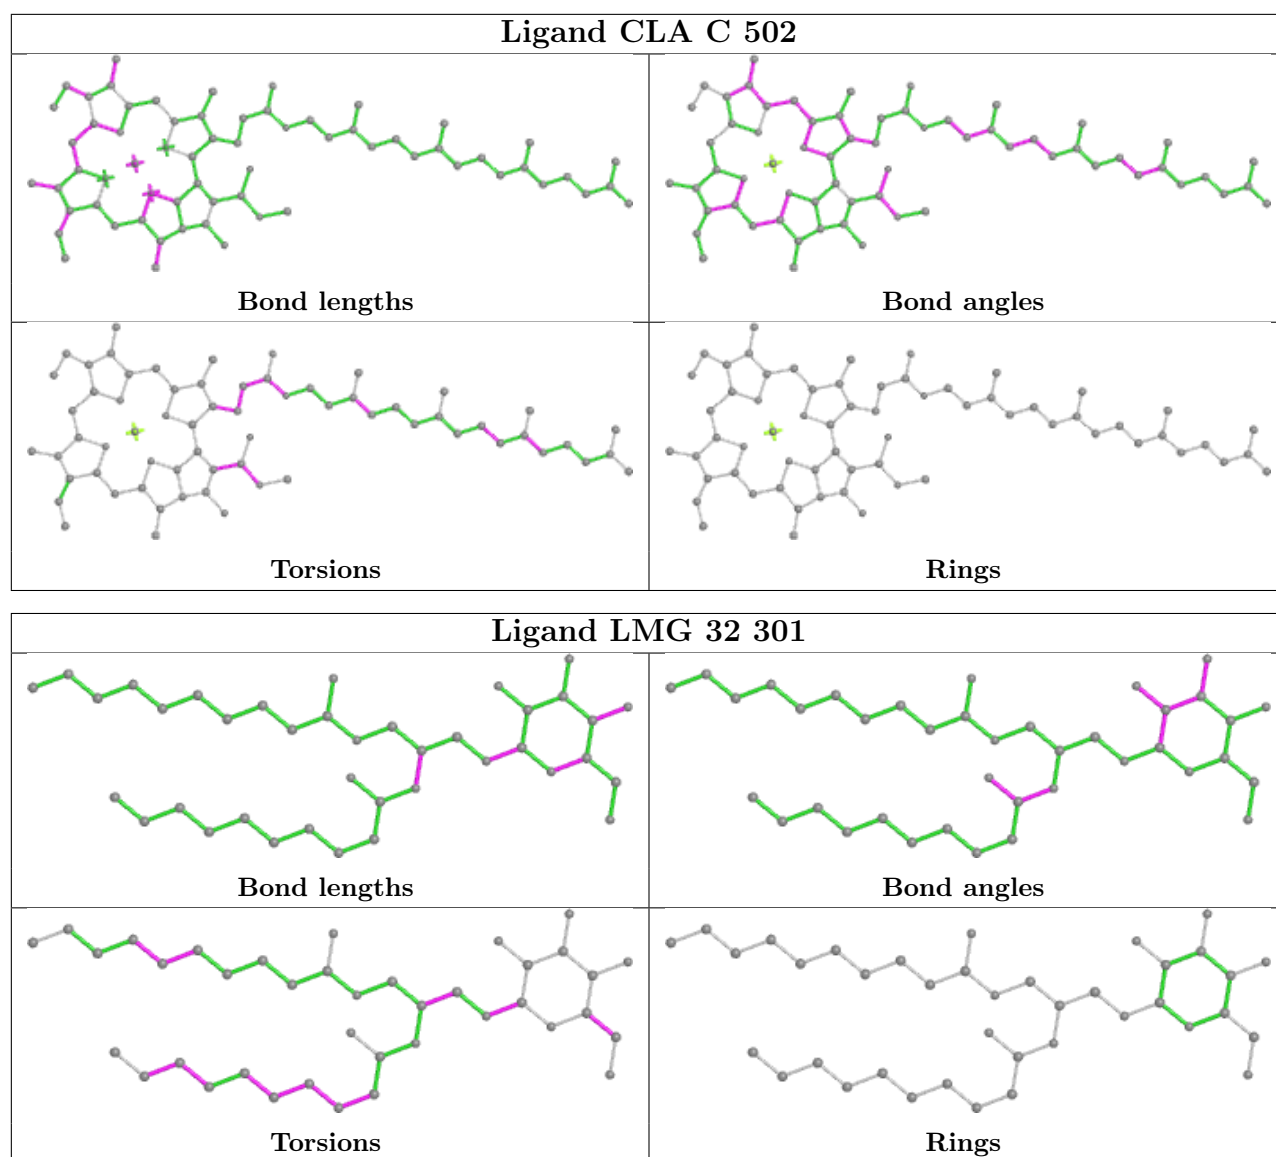 Ligand CLA C 502
Bond lengths
Bond angles
Torsions
Rings
Ligand LMG 32 301
Bond lengths
Bond angles
Torsions
Rings